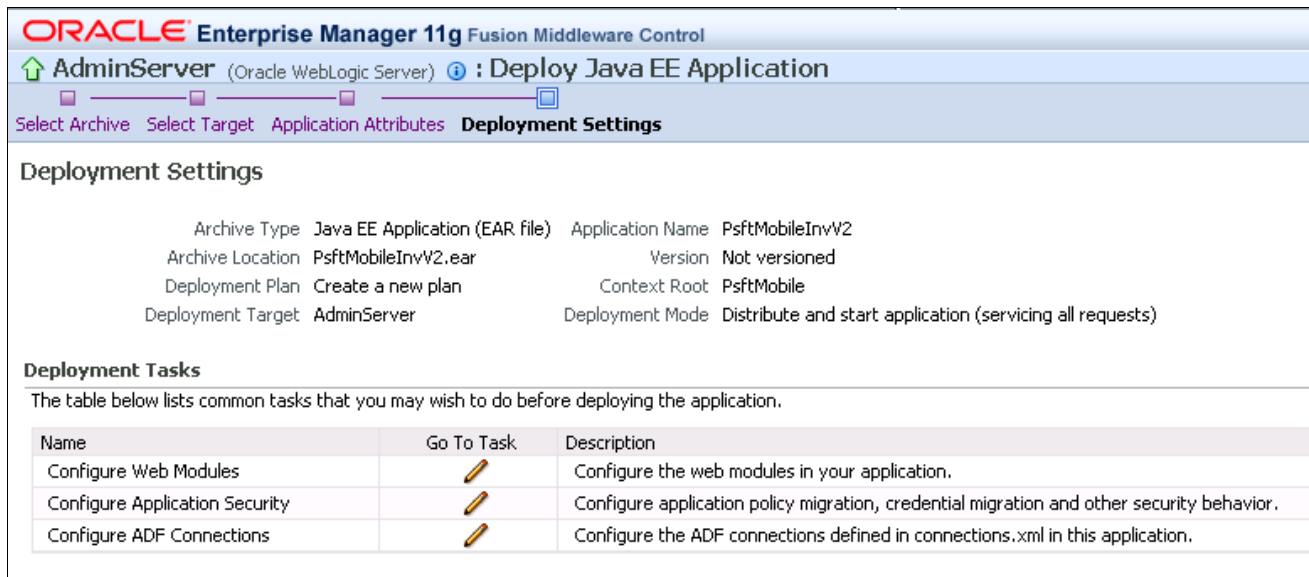 ORACLE Enterprise Manager 11g Fusion Middleware Control
AdminServer (Oracle WebLogic Server) : Deploy Java EE Application
Select Archive Select Target Application Attributes Deployment Settings
Deployment Settings
Archive Type Java EE Application (EAR file) Application Name PsftMobileInvV2
Archive Location PsftMobileInvV2.ear Version Not versioned
Deployment Plan Create a new plan Context Root PsftMobile
Deployment Target AdminServer Deployment Mode Distribute and start application (servicing all requests)
Deployment Tasks
The table below lists common tasks that you may wish to do before deploying the application.
Name Go To Task Description
Configure Web Modules Configure the web modules in your application.
Configure Application Security Configure application policy migration, credential migration and other security behavior.
Configure ADF Connections Configure the ADF connections defined in connections.xml in this application.